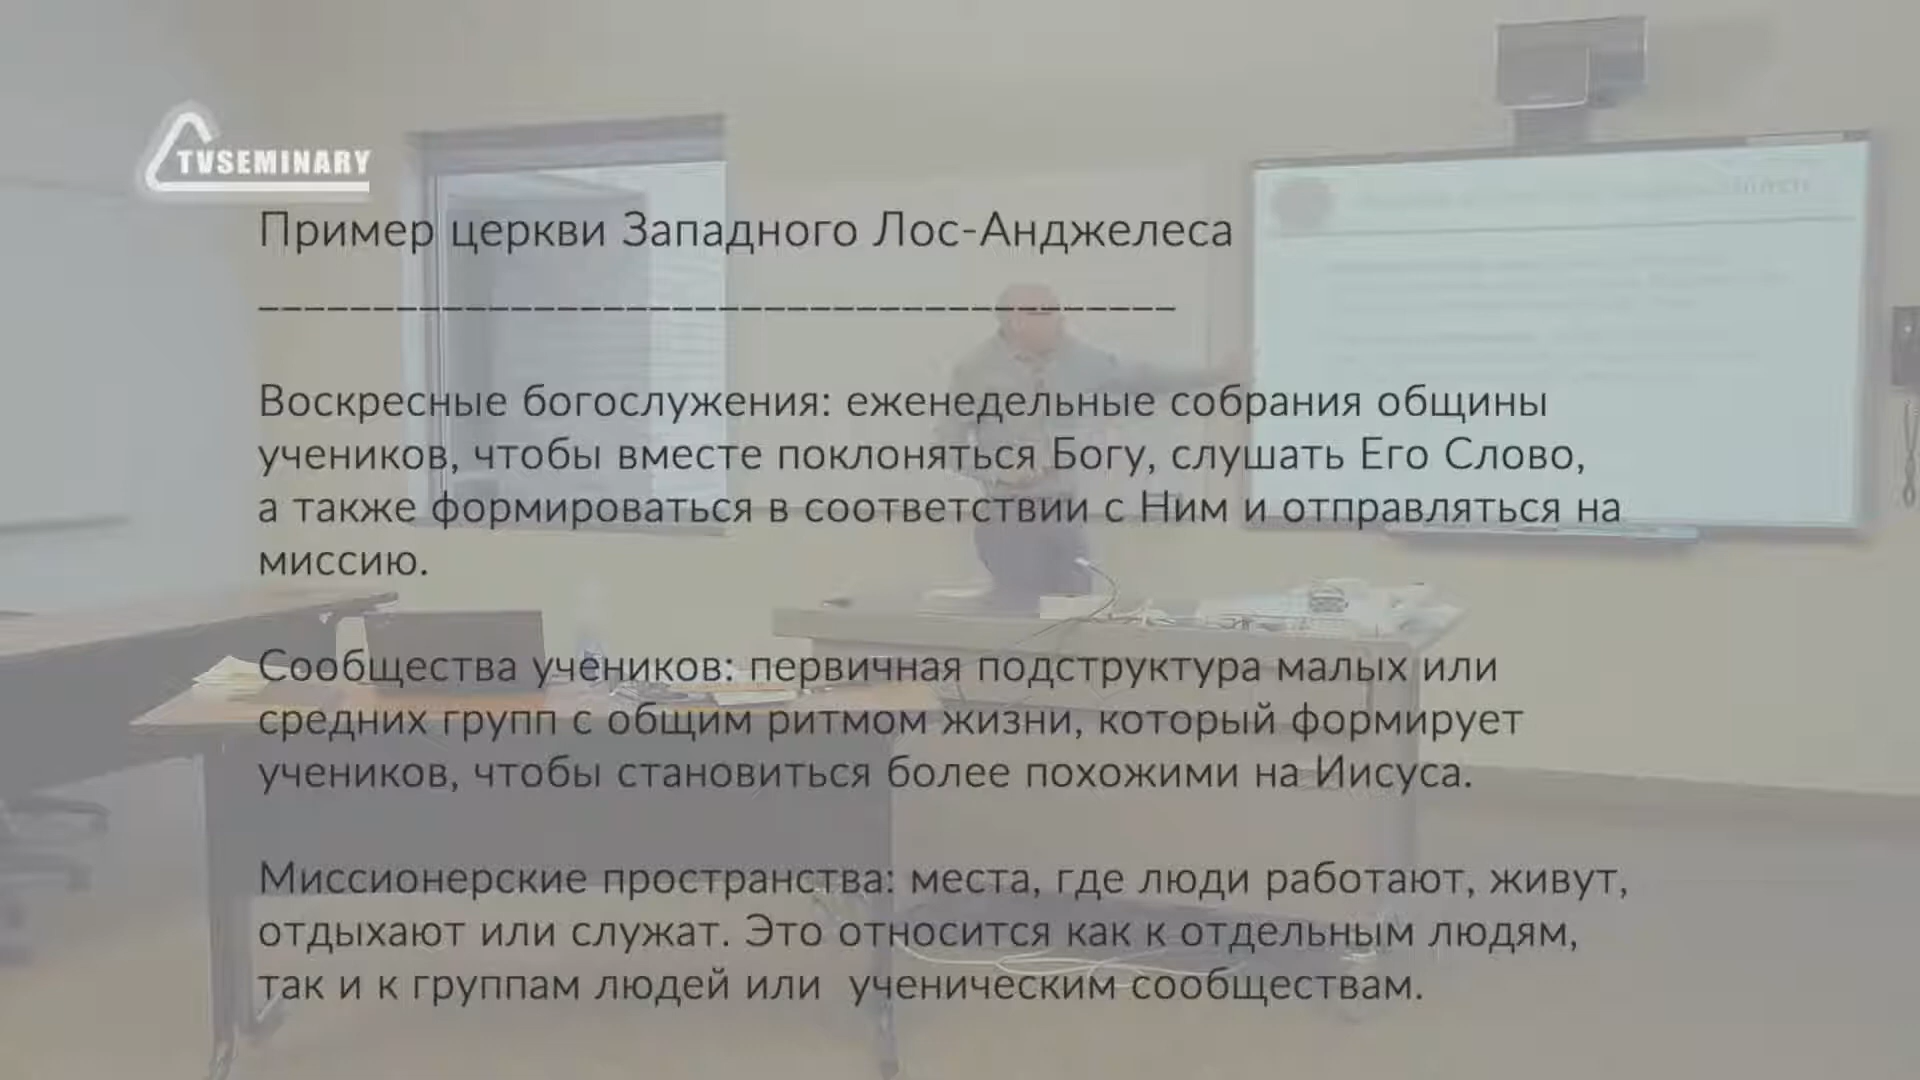 TVSEMINARY
Пример церкви Западного Лос-Анджелеса
----------------------------------------
Воскресные богослужения: еженедельные собрания общины
учеников, чтобы вместе поклоняться Богу, слушать Его Слово,
а также формироваться в соответствии с Ним и отправляться на
миссию.
Сообщества учеников: первичная подструктура малых или
средних групп с общим ритмом жизни, который формирует
учеников, чтобы становиться более похожими на Иисуса.
Миссионерские пространства: места, где люди работают, живут,
отдыхают или служат. Это относится как к отдельным людям,
так и к группам людей или  ученическим сообществам.